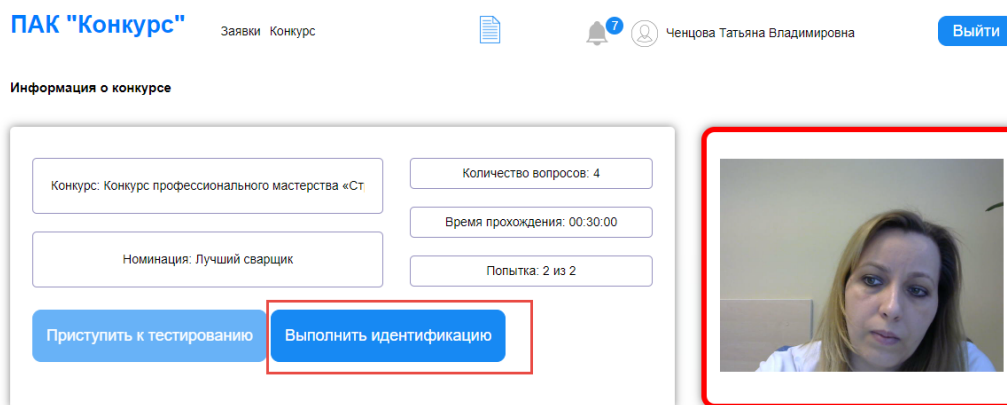 ПАК "Конкурс"
Заявки Конкурс
7
Ченцова Татьяна Владимировна
Выйти
Информация о конкурсе
Конкурс: Конкурс профессионального мастерства «Ст
Количество вопросов: 4
Время прохождения: 00:30:00
Номинация: Лучший сварщик
Попытка: 2 из 2
Приступить к тестированию
Выполнить идентификацию